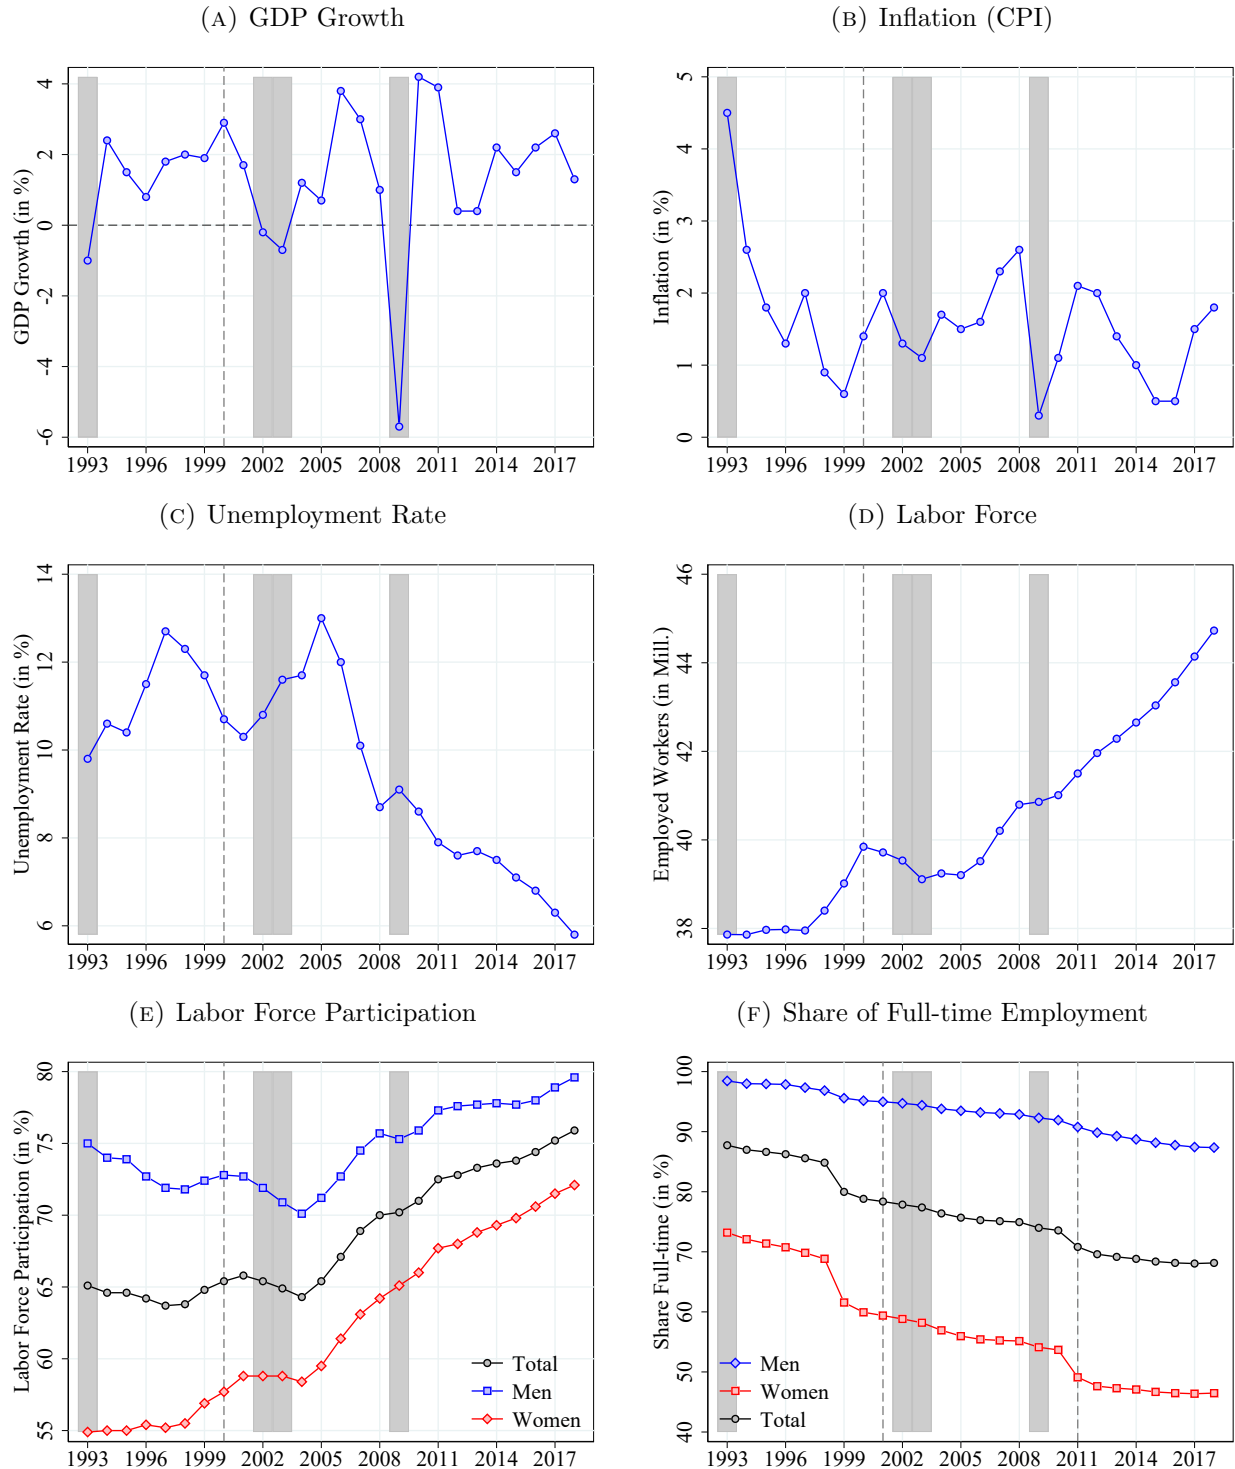 (A) GDP Growth
GDP Growth (in %)
4
2
0
-2
-4
-6
1993 1996 1999 2002 2005 2008 2011 2014 2017
(B) Inflation (CPI)
Inflation (in %)
5
4
3
2
1
0
1993 1996 1999 2002 2005 2008 2011 2014 2017
(C) Unemployment Rate
Unemployment Rate (in %)
14
12
10
8
6
1993 1996 1999 2002 2005 2008 2011 2014 2017
(D) Labor Force
Employed Workers (in Mill.)
46
44
42
40
38
1993 1996 1999 2002 2005 2008 2011 2014 2017
(E) Labor Force Participation
Labor Force Participation (in %)
80
75
70
65
60
55
Total
Men
Women
1993 1996 1999 2002 2005 2008 2011 2014 2017
(F) Share of Full-time Employment
Share Full-time (in %)
100
90
80
70
60
50
40
Men
Women
Total
1993 1996 1999 2002 2005 2008 2011 2014 2017